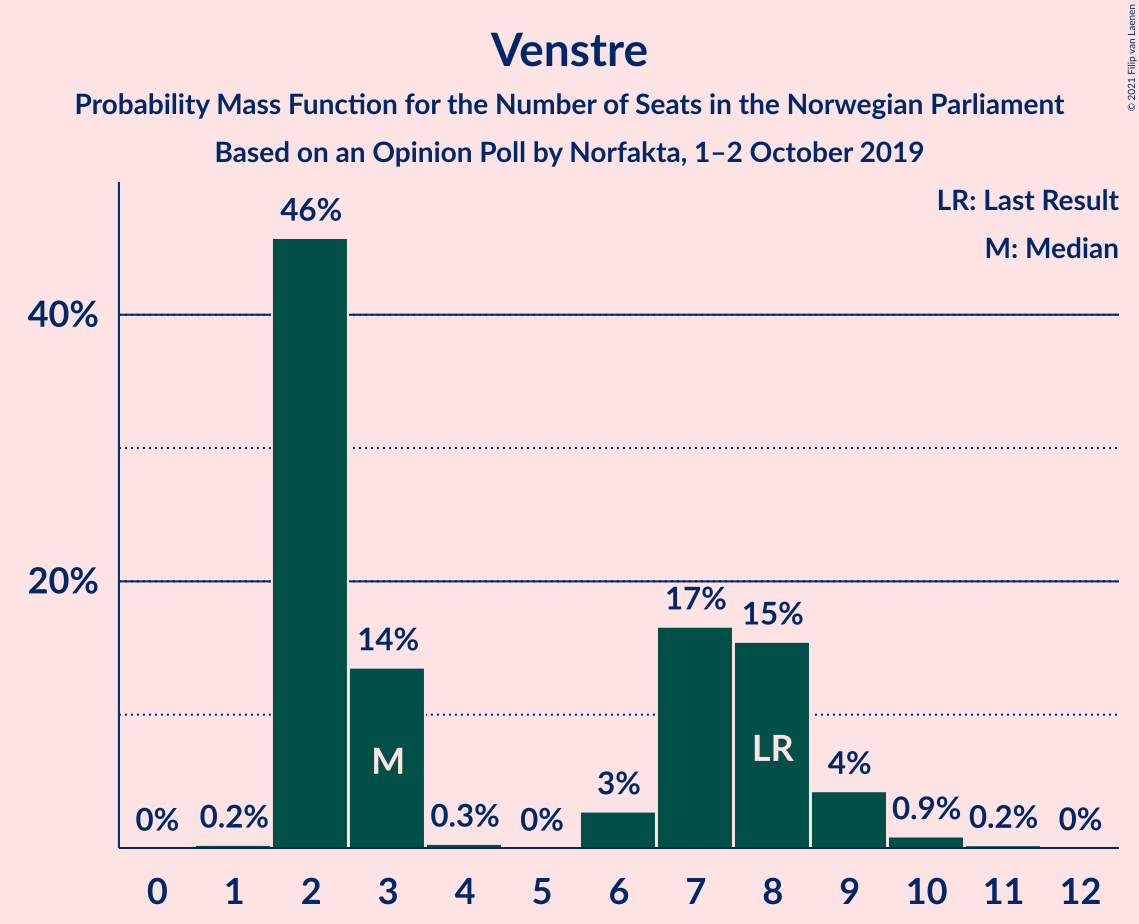 Venstre
Probability Mass Function for the Number of Seats in the Norwegian Parliament
Based on an Opinion Poll by Norfakta, 1–2 October 2019
© 2021 Filip van Laenen
LR: Last Result
M: Median
40%
20%
0%
0.2%
46%
14%
0.3%
0%
3%
17%
15%
4%
0.9%
0.2%
0%
M
LR
0 1 2 3 4 5 6 7 8 9 10 11 12